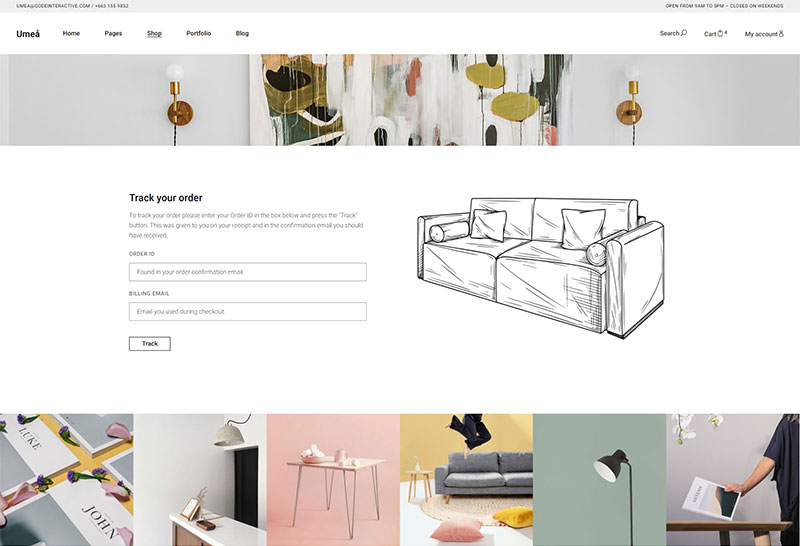 UMEA@QODEINTERACTIVE.COM / +663 155 9852
OPEN FROM 9AM TO 5PM – CLOSED ON WEEKENDS
Umeå
Home
Pages
Shop
Portfolio
Blog
Search
Cart 4
My account
Track your order
To track your order please enter your Order ID in the box below and press the "Track"
button. This was given to you on your receipt and in the confirmation email you should
have received.
ORDER ID
Found in your order confirmation email.
BILLING EMAIL
Email you used during checkout.
Track
LUKE
JOHN